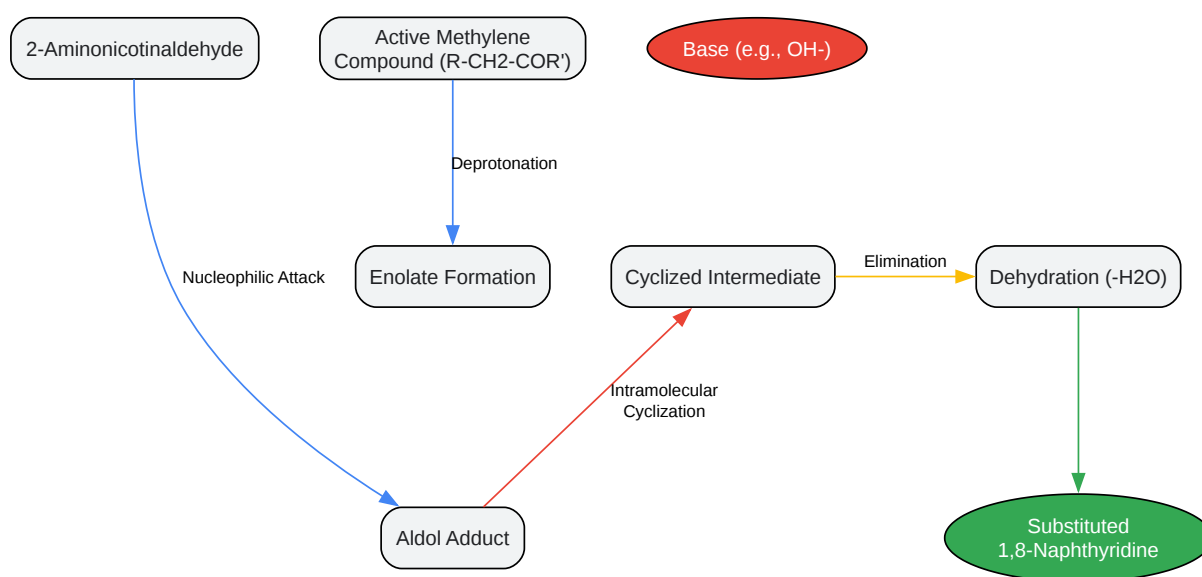 2-Aminonicotinaldehyde
Active Methylene
Compound (R-CH2-COR')
Base (e.g., OH-)
Deprotonation
Nucleophilic Attack
Enolate Formation
Cyclized Intermediate
Elimination
Dehydration (-H2O)
Intramolecular
Cyclization
Aldol Adduct
Substituted
1,8-Naphthyridine